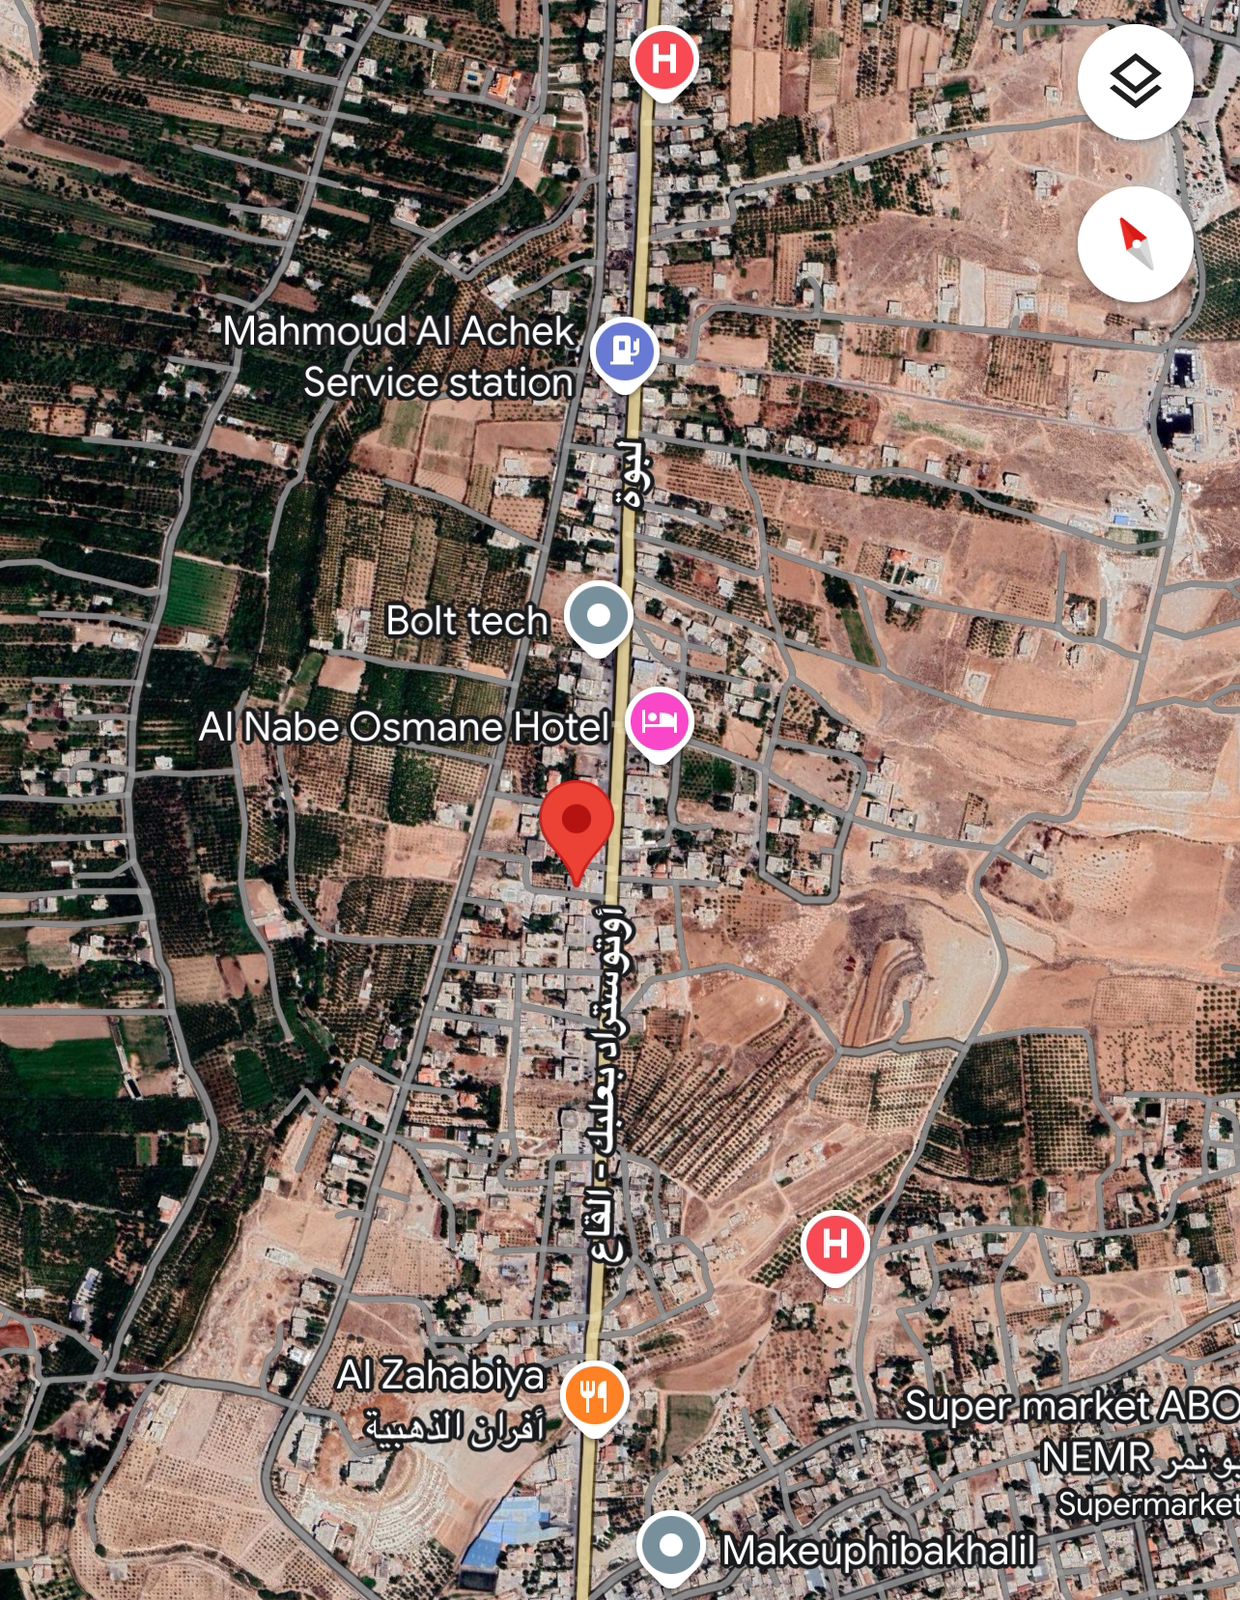 H
Mahmoud Al Achek
Service station
لبوة
Bolt tech
Al Nabe Osmane Hotel
أوتوستراد بعلبك - القاع
H
Al Zahabiya
أفران الذهبية
Super market ABO
NEMR بو نمر
Supermarket
Makeuphibakhalil